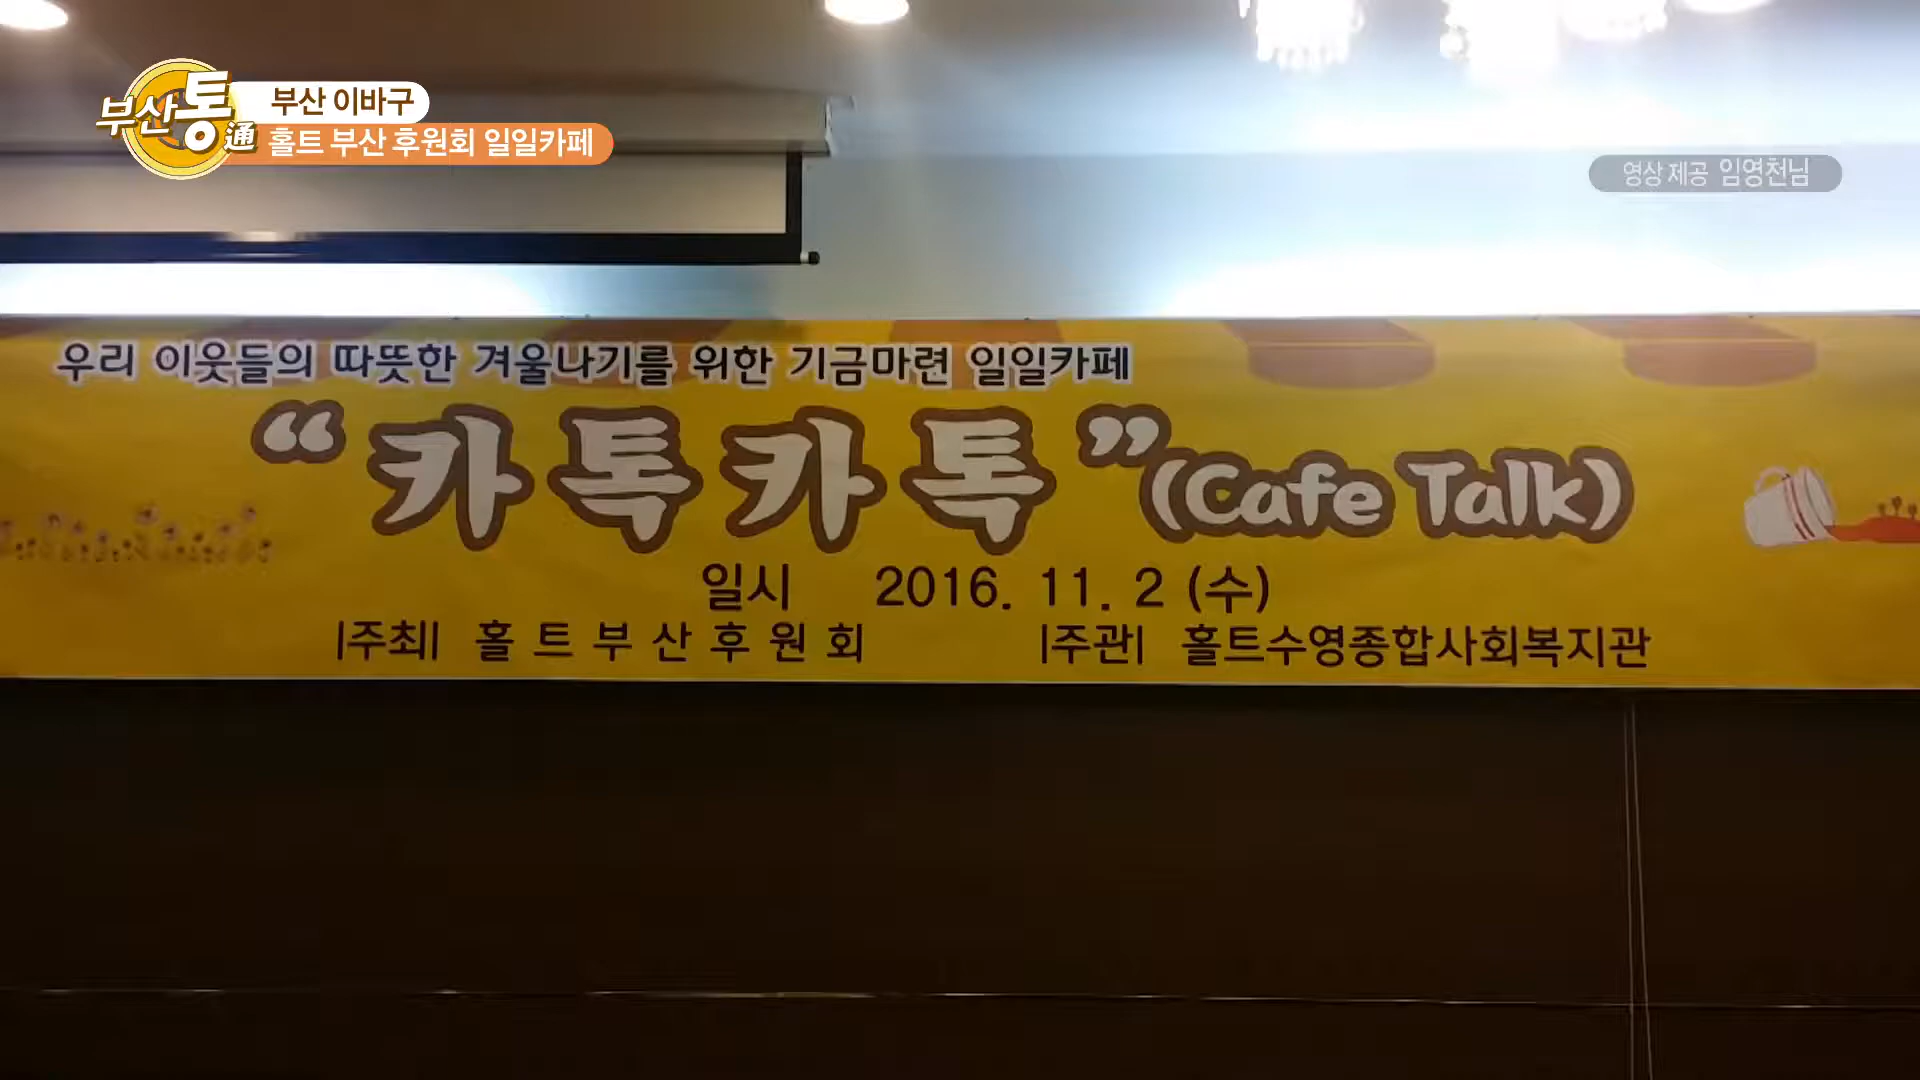 부산통通
부산 이바구
홀트 부산 후원회 일일카페
영상 제공 임영천님
우리 이웃들의 따뜻한 겨울나기를 위한 기금마련 일일카페
“카톡카톡”(Cafe Talk)
일시 2016. 11. 2 (수)
|주최| 홀트부산후원회 |주관| 홀트수영종합사회복지관